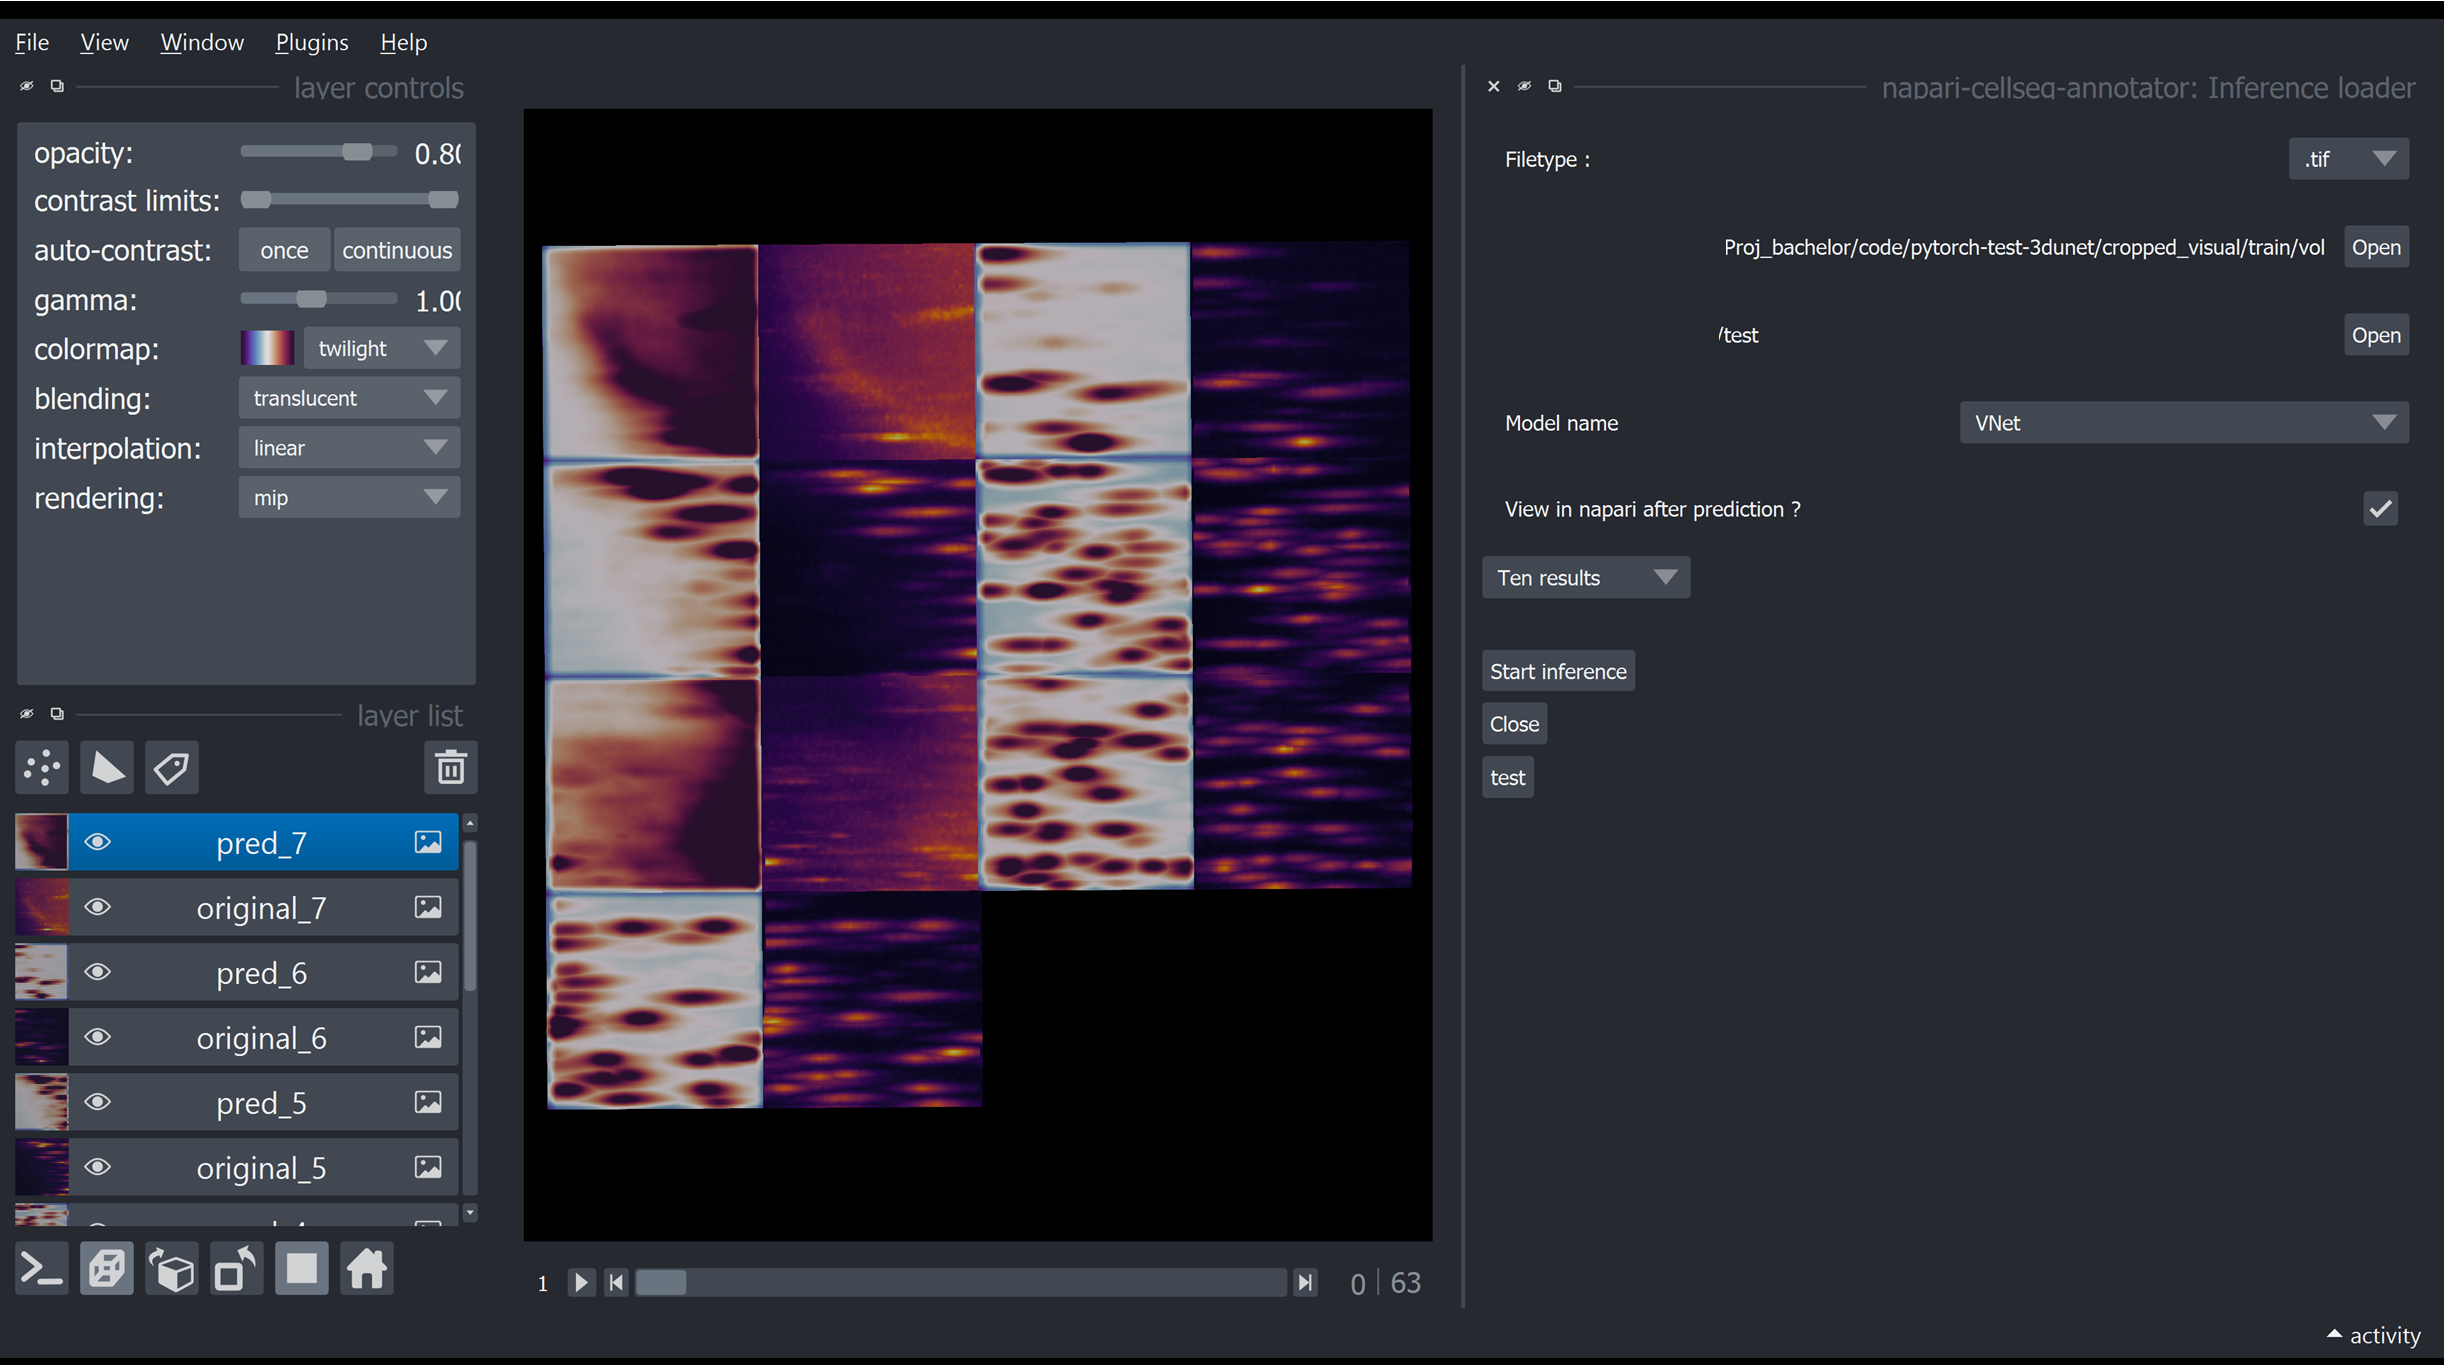 File View Window Plugins Help
layer controls
opacity: 0.80
contrast limits:
auto-contrast: once continuous
gamma: 1.00
colormap: twilight
blending: translucent
interpolation: linear
rendering: mip
layer list
pred_7
original_7
pred_6
original_6
pred_5
original_5
1 0 63
napari-cellseg-annotator: Inference loader
Filetype : .tif
Proj_bachelor/code/pytorch-test-3dunet/cropped_visual/train/vol Open
/test Open
Model name VNet
View in napari after prediction ?
Ten results
Start inference
Close
test
activity